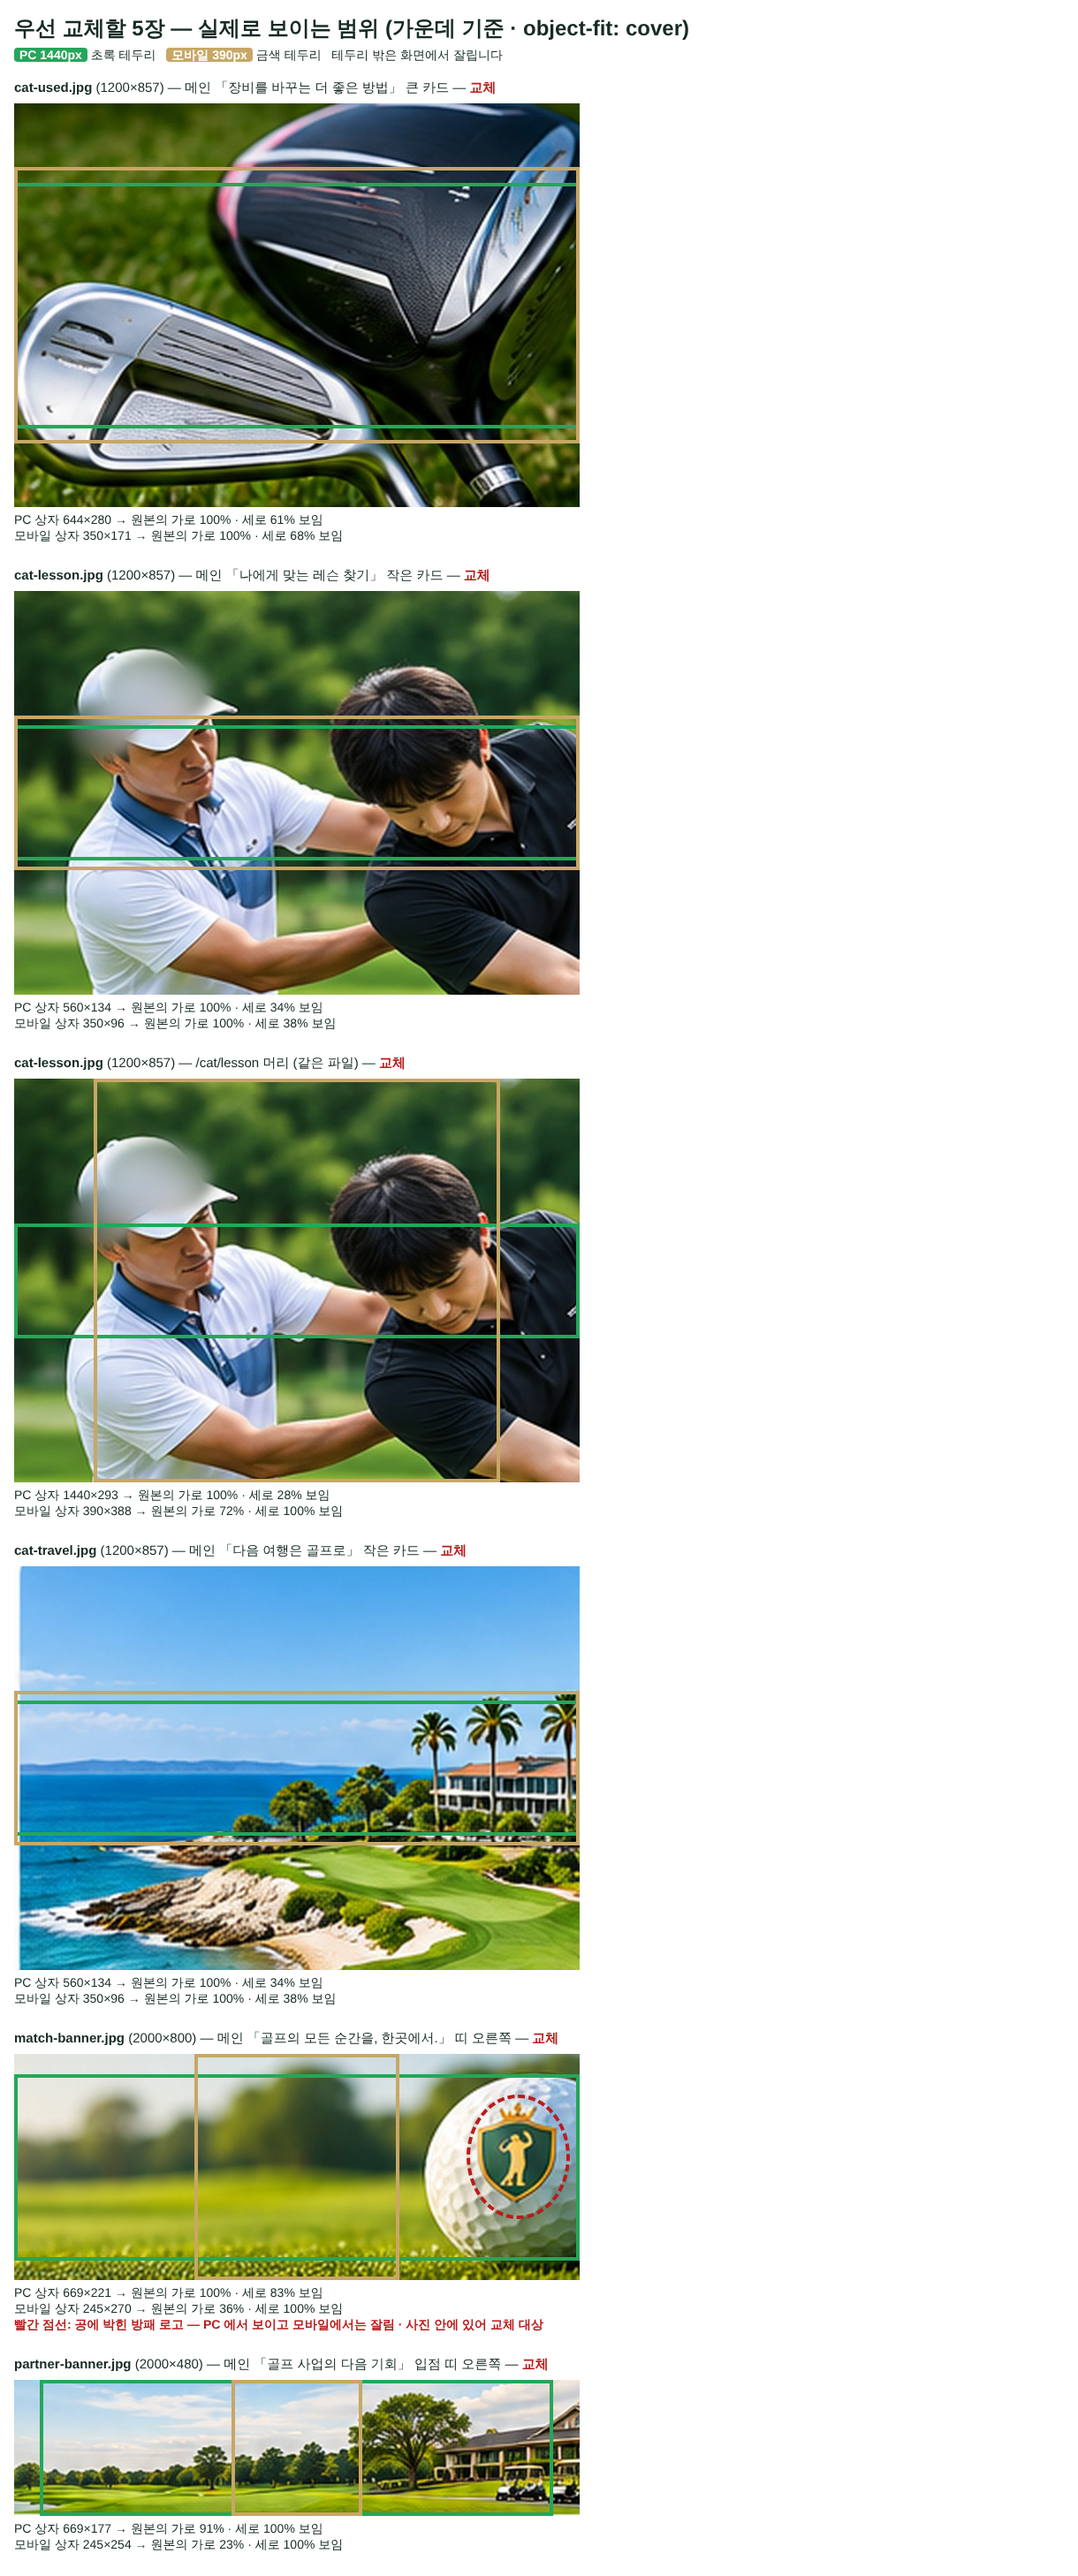 우선 교체할 5장 — 실제로 보이는 범위 (가운데 기준 · object-fit: cover)
PC 1440px 초록 테두리 모바일 390px 금색 테두리 테두리 밖은 화면에서 잘립니다
cat-used.jpg (1200×857) — 메인 「장비를 바꾸는 더 좋은 방법」 큰 카드 — 교체
PC 상자 644×280 → 원본의 가로 100% · 세로 61% 보임
모바일 상자 350×171 → 원본의 가로 100% · 세로 68% 보임
cat-lesson.jpg (1200×857) — 메인 「나에게 맞는 레슨 찾기」 작은 카드 — 교체
PC 상자 560×134 → 원본의 가로 100% · 세로 34% 보임
모바일 상자 350×96 → 원본의 가로 100% · 세로 38% 보임
cat-lesson.jpg (1200×857) — /cat/lesson 머리 (같은 파일) — 교체
PC 상자 1440×293 → 원본의 가로 100% · 세로 28% 보임
모바일 상자 390×388 → 원본의 가로 72% · 세로 100% 보임
cat-travel.jpg (1200×857) — 메인 「다음 여행은 골프로」 작은 카드 — 교체
PC 상자 560×134 → 원본의 가로 100% · 세로 34% 보임
모바일 상자 350×96 → 원본의 가로 100% · 세로 38% 보임
match-banner.jpg (2000×800) — 메인 「골프의 모든 순간을, 한곳에서.」 띠 오른쪽 — 교체
PC 상자 669×221 → 원본의 가로 100% · 세로 83% 보임
모바일 상자 245×270 → 원본의 가로 36% · 세로 100% 보임
빨간 점선: 공에 박힌 방패 로고 — PC 에서 보이고 모바일에서는 잘림 · 사진 안에 있어 교체 대상
partner-banner.jpg (2000×480) — 메인 「골프 사업의 다음 기회」 입점 띠 오른쪽 — 교체
PC 상자 669×177 → 원본의 가로 91% · 세로 100% 보임
모바일 상자 245×254 → 원본의 가로 23% · 세로 100% 보임